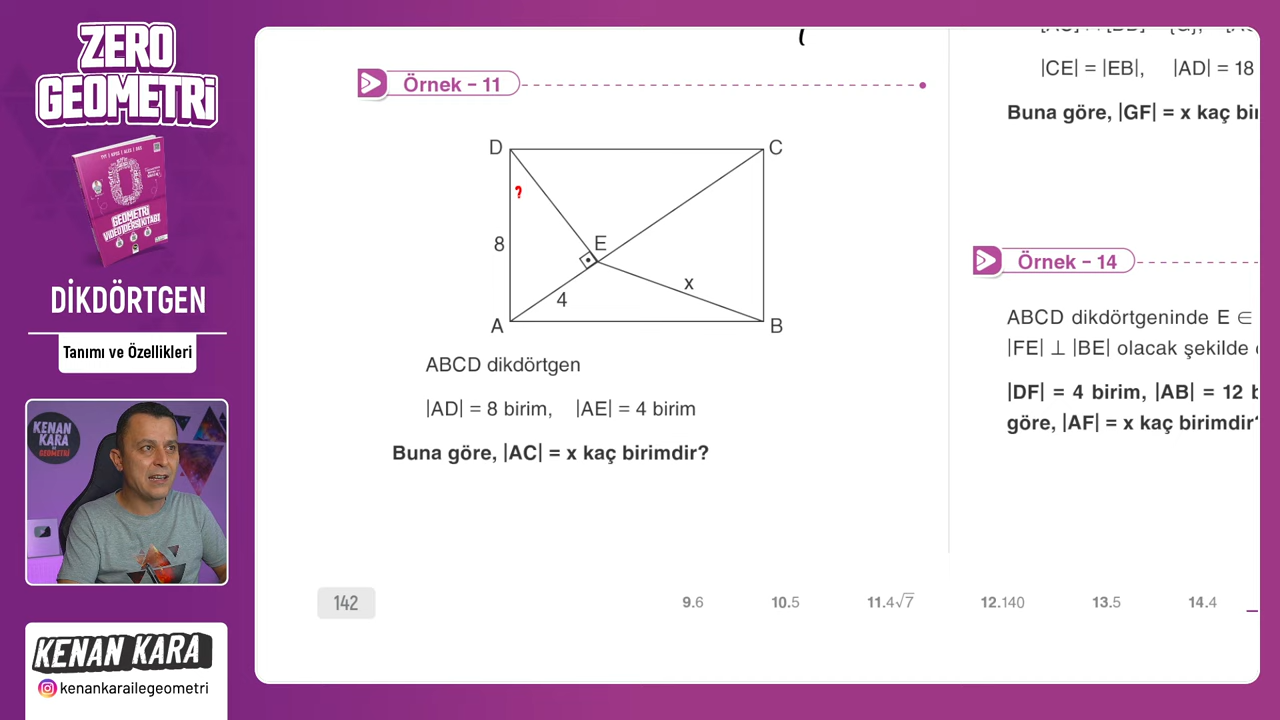 ZERO
GEOMETRİ
GEOMETRİ
VİDEO DERS KİTABI
DİKDÖRTGEN
Tanımı ve Özellikleri
KENAN
KARA
GEOMETRİ
KENAN KARA
kenankarailegeometri
Örnek – 11
D
C
?
8
E
x
4
A
B
ABCD dikdörtgen
|AD| = 8 birim, |AE| = 4 birim
Buna göre, |AC| = x kaç birimdir?
142
9.6 10.5 11.4√7 12.140 13.5 14.4
|CE| = |EB|, |AD| = 18
Buna göre, |GF| = x kaç bir
Örnek – 14
ABCD dikdörtgeninde E ∈
|FE| ⊥ |BE| olacak şekilde
|DF| = 4 birim, |AB| = 12 b
göre, |AF| = x kaç birimdir?